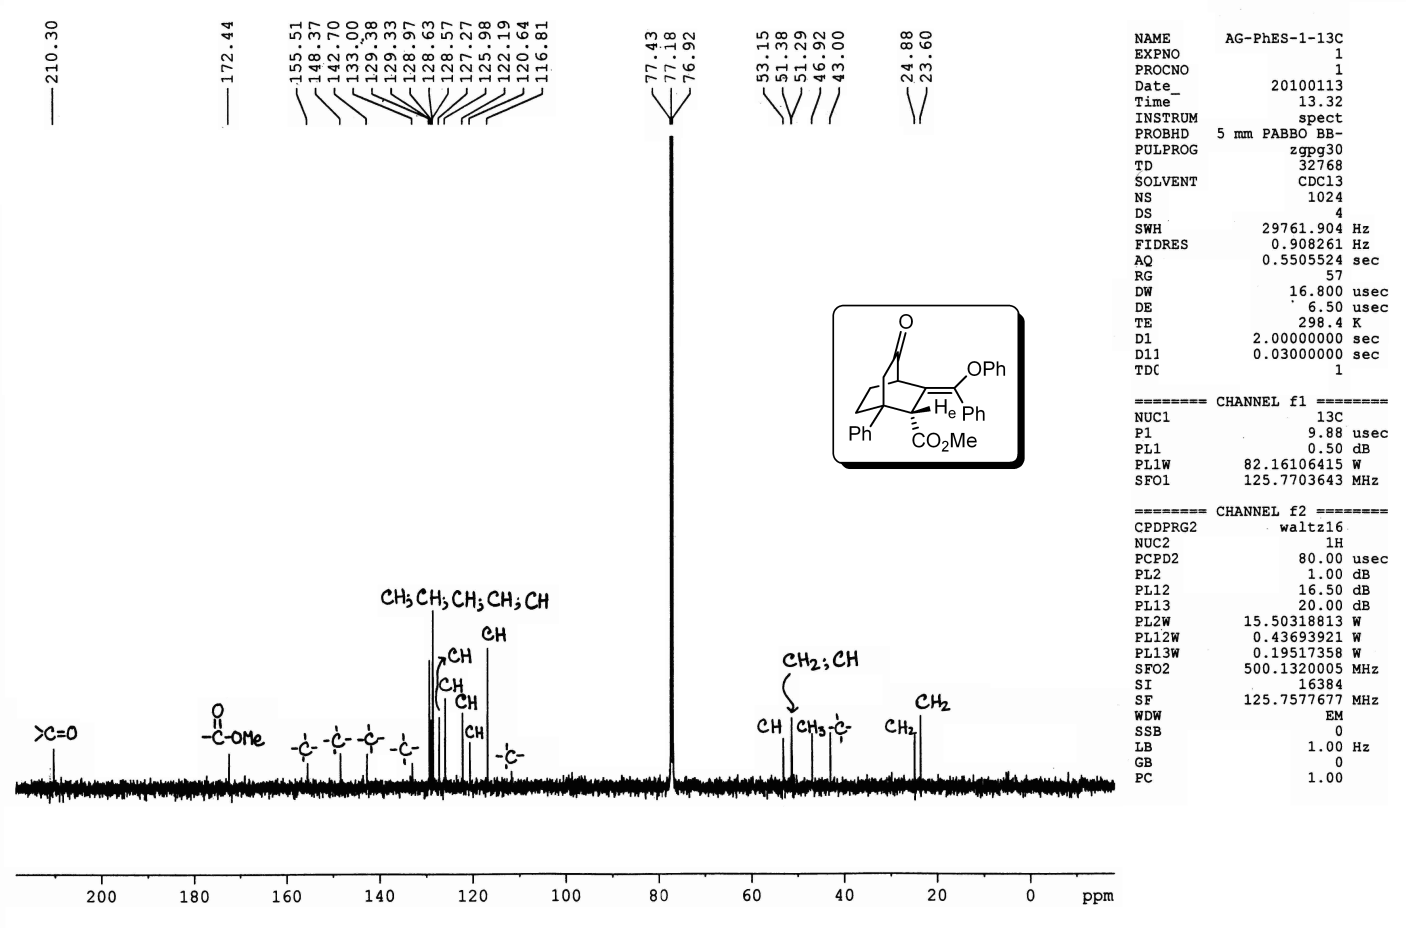 210.30
172.44
155.51
148.37
142.70
133.00
129.38
129.33
128.97
128.63
128.57
127.27
125.98
122.19
120.64
116.81
77.43
77.18
76.92
53.15
51.38
51.29
46.92
43.00
24.88
23.60
NAME AG-PhES-1-13C
EXPNO 1
PROCNO 1
Date_ 20100113
Time 13.32
INSTRUM spect
PROBHD 5 mm PABBO BB-
PULPROG zgpg30
TD 32768
SOLVENT CDCl3
NS 1024
DS 4
SWH 29761.904 Hz
FIDRES 0.908261 Hz
AQ 0.5505524 sec
RG 57
DW 16.800 usec
DE 6.50 usec
TE 298.4 K
D1 2.00000000 sec
D11 0.03000000 sec
TD0 1
======== CHANNEL f1 ========
NUC1 13C
P1 9.88 usec
PL1 0.50 dB
PL1W 82.16106415 W
SFO1 125.7703643 MHz
======== CHANNEL f2 ========
CPDPRG2 waltz16
NUC2 1H
PCPD2 80.00 usec
PL2 1.00 dB
PL12 16.50 dB
PL13 20.00 dB
PL2W 15.50318813 W
PL12W 0.43693921 W
PL13W 0.19517358 W
SFO2 500.1320005 MHz
SI 16384
SF 125.7577677 MHz
WDW EM
SSB 0
LB 1.00 Hz
GB 0
PC 1.00
O
OPh
He
Ph
Ph
CO2Me
CH; CH; CH; CH; CH
CH
CH
CH
CH
CH
>C=O
O
-C-OMe
-C-
-C-
-C-
-C-
-C-
CH2; CH
CH
CH3
-C-
CH2
CH2
200 180 160 140 120 100 80 60 40 20 0 ppm